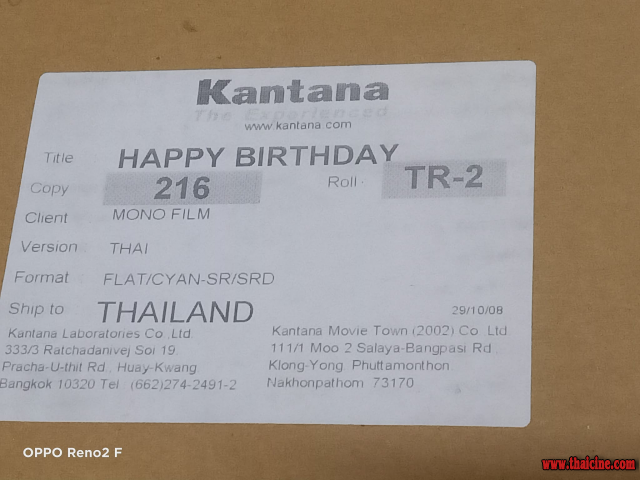 Kantana
The Experienced
www.kantana.com
Title HAPPY BIRTHDAY
Copy 216 Roll : TR-2
Client MONO FILM
Version THAI
Format FLAT/CYAN-SR/SRD
Ship to THAILAND 29/10/08
Kantana Laboratories Co.,Ltd.
333/3 Ratchadanivej Soi 19,
Pracha-U-thit Rd., Huay-Kwang
Bangkok 10320 Tel. (662)274-2491-2
Kantana Movie Town (2002) Co. Ltd.
111/1 Moo 2 Salaya-Bangpasi Rd.,
Klong-Yong, Phuttamonthon
Nakhonpathom 73170
OPPO Reno2 F
www.thaicine.com